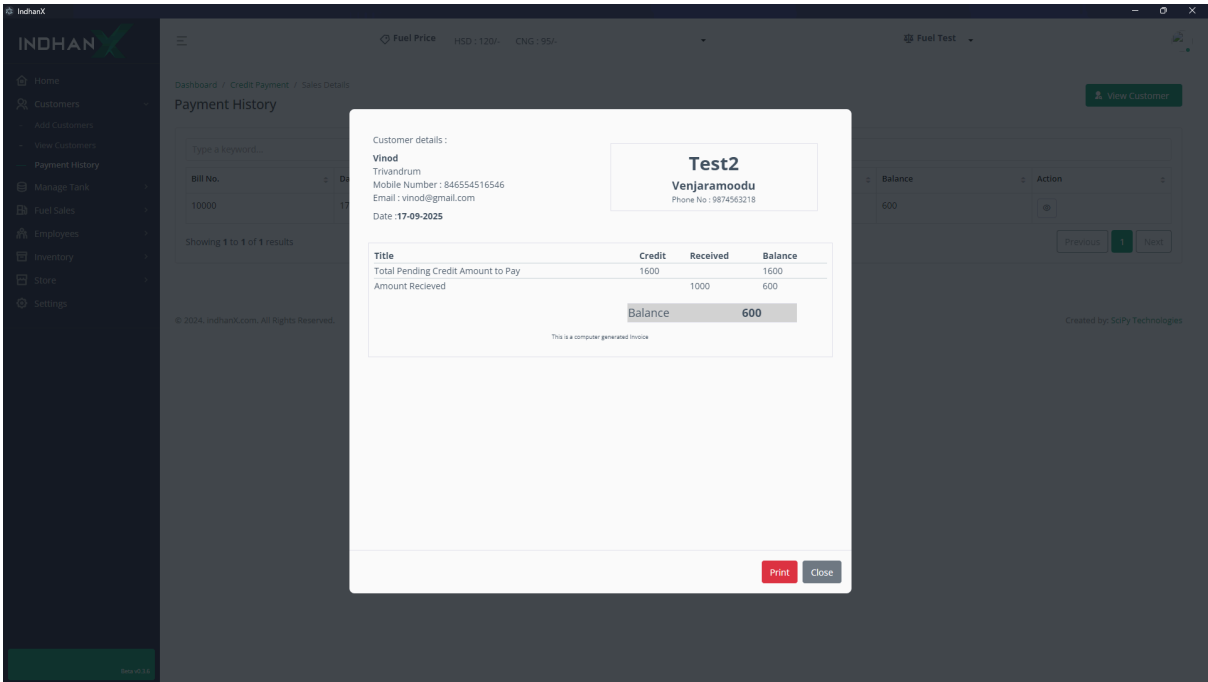 IndhanX
INDHANX
Fuel Price HSD : 120/- CNG : 95/-
Fuel Test
Home
Customers
Add Customers
View Customers
Payment History
Manage Tank
Fuel Sales
Employees
Inventory
Store
Settings
Dashboard / Credit Payment / Sales Details
Payment History
View Customer
Type a keyword...
Bill No.
Balance Action
10000
17
600
Showing 1 to 1 of 1 results
Previous 1 Next
© 2024, IndhanX.com, All Rights Reserved.
Created by: SciPy Technologies
Customer details :
Vinod
Trivandrum
Mobile Number : 846554516546
Email : vinod@gmail.com
Date :17-09-2025
Test2
Venjaramoodu
Phone No : 9874563218
Title Credit Received Balance
Total Pending Credit Amount to Pay 1600 1600
Amount Recieved 1000 600
Balance 600
This is a computer generated Invoice
Print Close